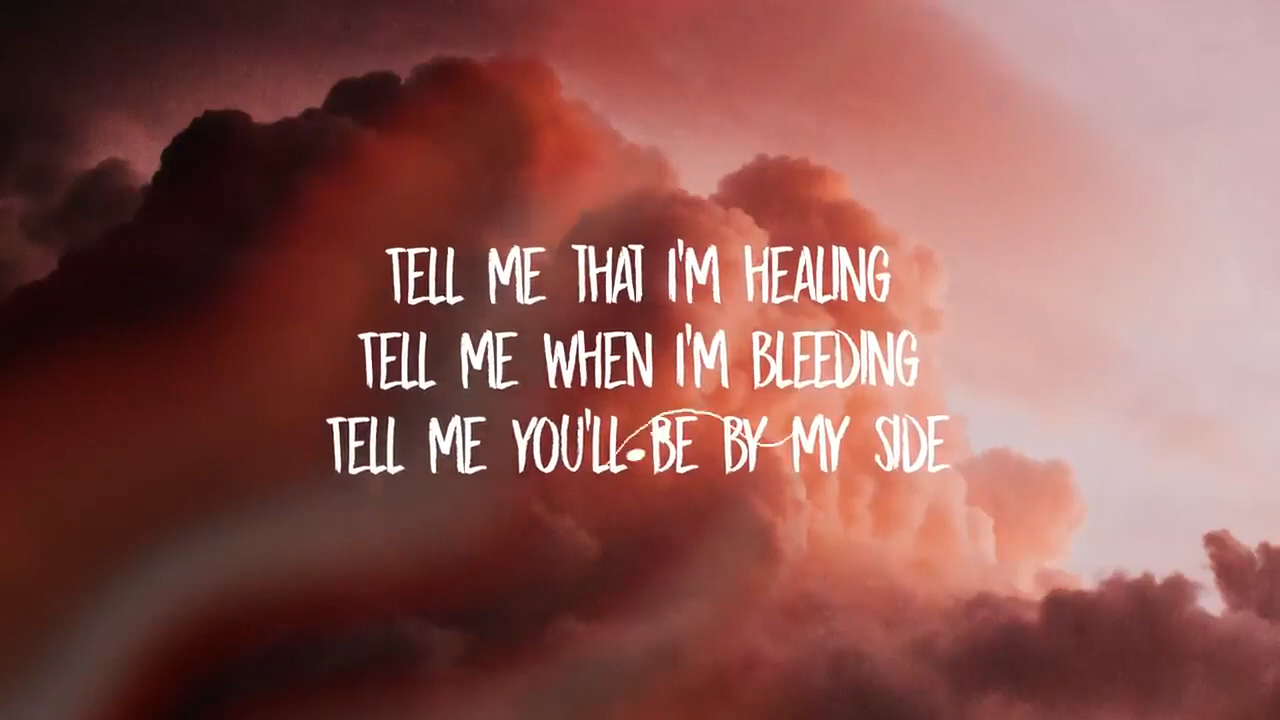 TELL ME THAT I'M HEALING
TELL ME WHEN I'M BLEEDING
TELL ME YOU'LL BE BY MY SIDE